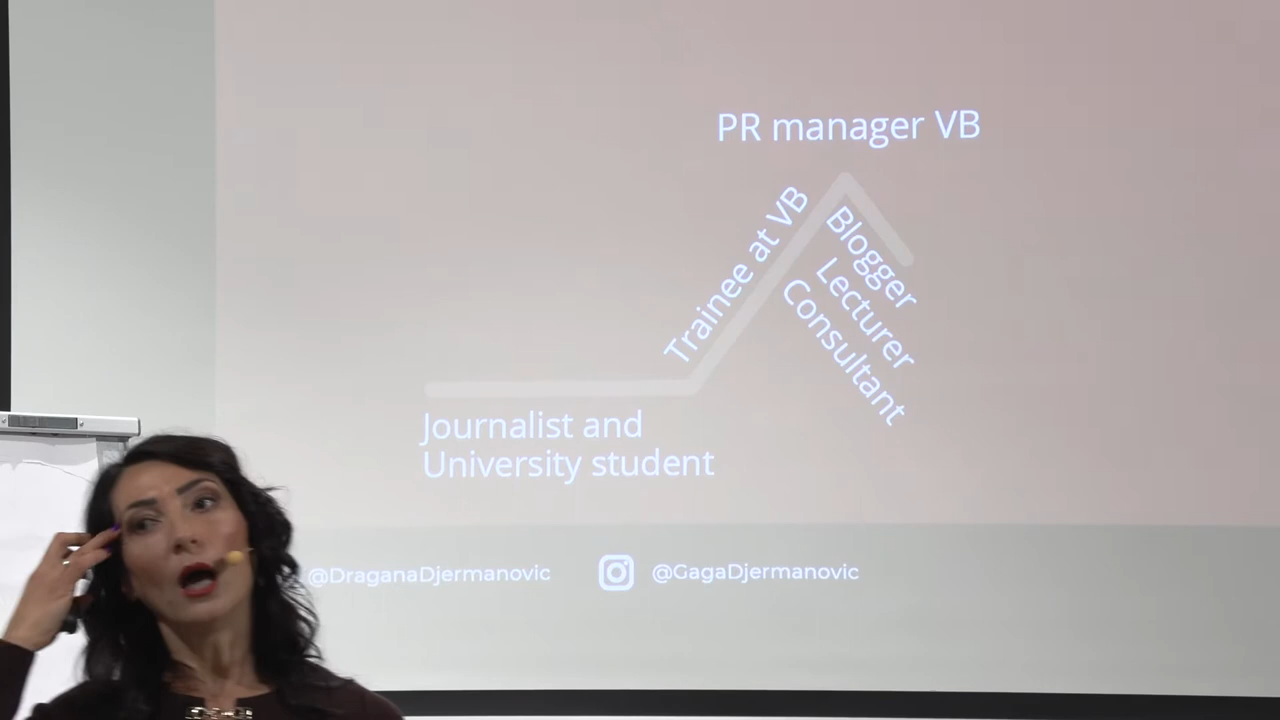 PR manager VB
Trainee at VB
Blogger
Lecturer
Consultant
Journalist and
University student
@DraganaDjermanovic
@GagaDjermanovic